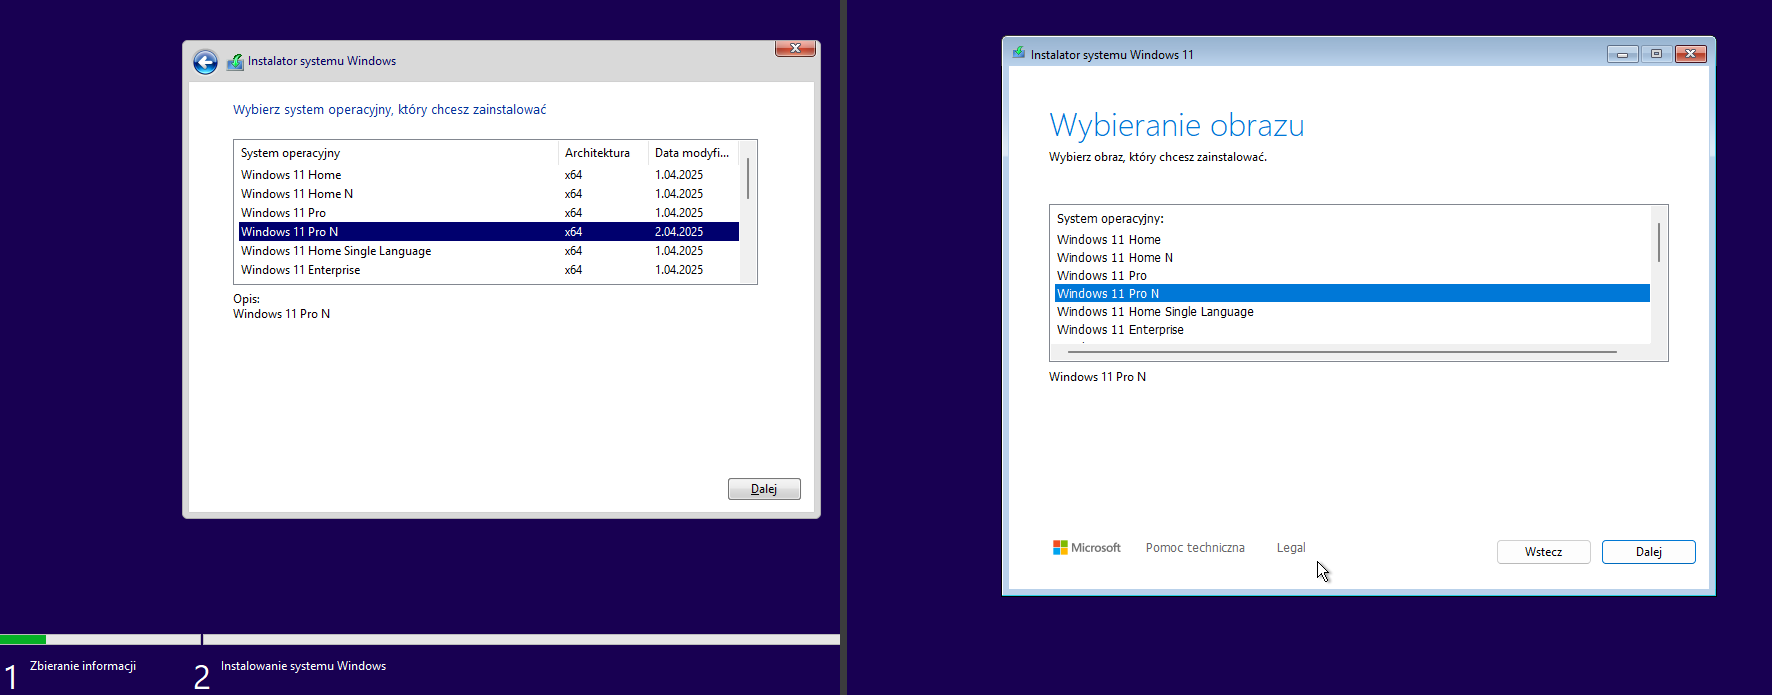 Instalator systemu Windows
Wybierz system operacyjny, który chcesz zainstalować
System operacyjny Architektura Data modyfi...
Windows 11 Home x64 1.04.2025
Windows 11 Home N x64 1.04.2025
Windows 11 Pro x64 1.04.2025
Windows 11 Pro N x64 2.04.2025
Windows 11 Home Single Language x64 1.04.2025
Windows 11 Enterprise x64 1.04.2025
Opis:
Windows 11 Pro N
Dalej
1 Zbieranie informacji
2 Instalowanie systemu Windows
Instalator systemu Windows 11
Wybieranie obrazu
Wybierz obraz, który chcesz zainstalować.
System operacyjny:
Windows 11 Home
Windows 11 Home N
Windows 11 Pro
Windows 11 Pro N
Windows 11 Home Single Language
Windows 11 Enterprise
Windows 11 Pro N
Microsoft Pomoc techniczna Legal
Wstecz Dalej